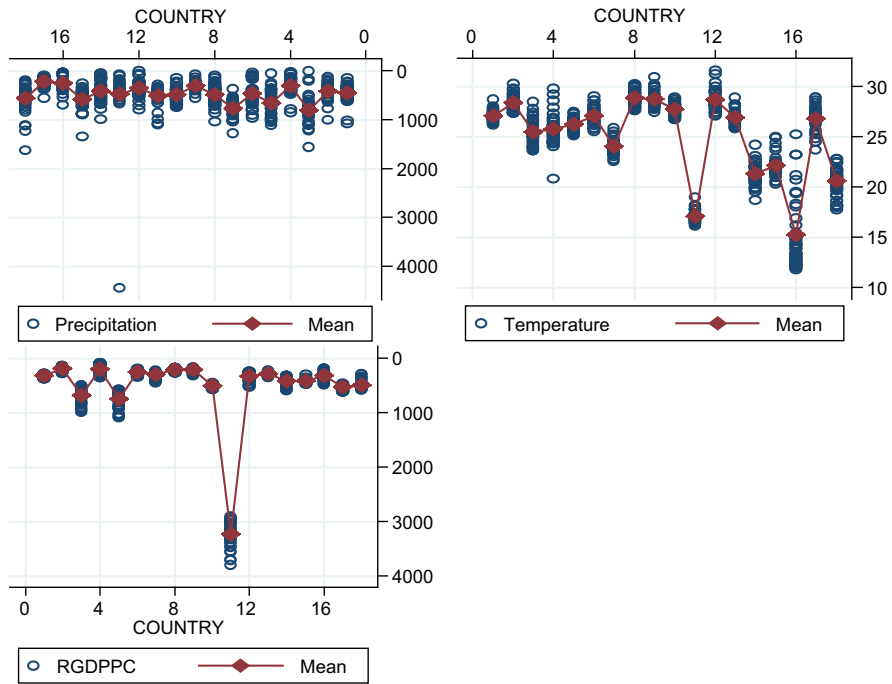 COUNTRY
16 12 8 4 0
0
1000
2000
3000
4000
Precipitation Mean
COUNTRY
0 4 8 12 16
30
25
20
15
10
Temperature Mean
0
1000
2000
3000
4000
0 4 8 12 16
COUNTRY
RGDPPC Mean